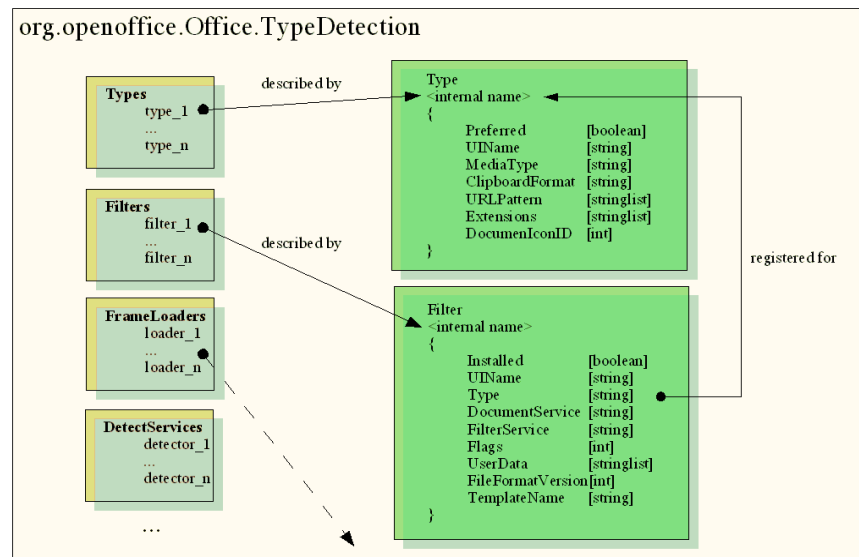 org.openoffice.Office.TypeDetection
Types
type_1
...
type_n
described by
Type
<internal name>
{
Preferred [boolean]
UIName [string]
MediaType [string]
ClipboardFormat [string]
URLPattern [stringlist]
Extensions [stringlist]
DocumenIconID [int]
}
Filters
filter_1
...
filter_n
described by
registered for
FrameLoaders
loader_1
...
loader_n
Filter
<internal name>
{
Installed [boolean]
UIName [string]
Type [string]
DocumentService [string]
FilterService [string]
Flags [int]
UserData [stringlist]
FileFormatVersion[int]
TemplateName [string]
}
DetectServices
detector_1
...
detector_n
...